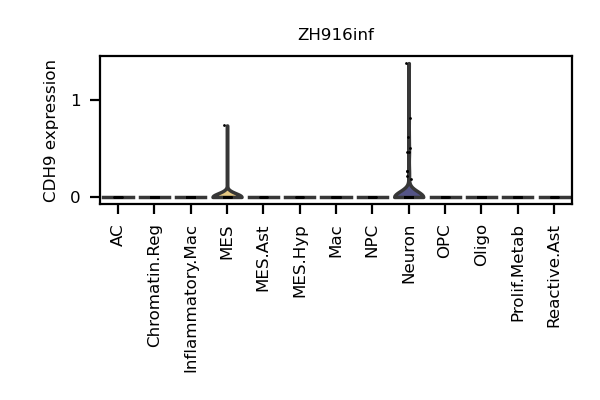 ZH916inf
CDH9 expression
1
0
AC
Chromatin.Reg
Inflammatory.Mac
MES
MES.Ast
MES.Hyp
Mac
NPC
Neuron
OPC
Oligo
Prolif.Metab
Reactive.Ast